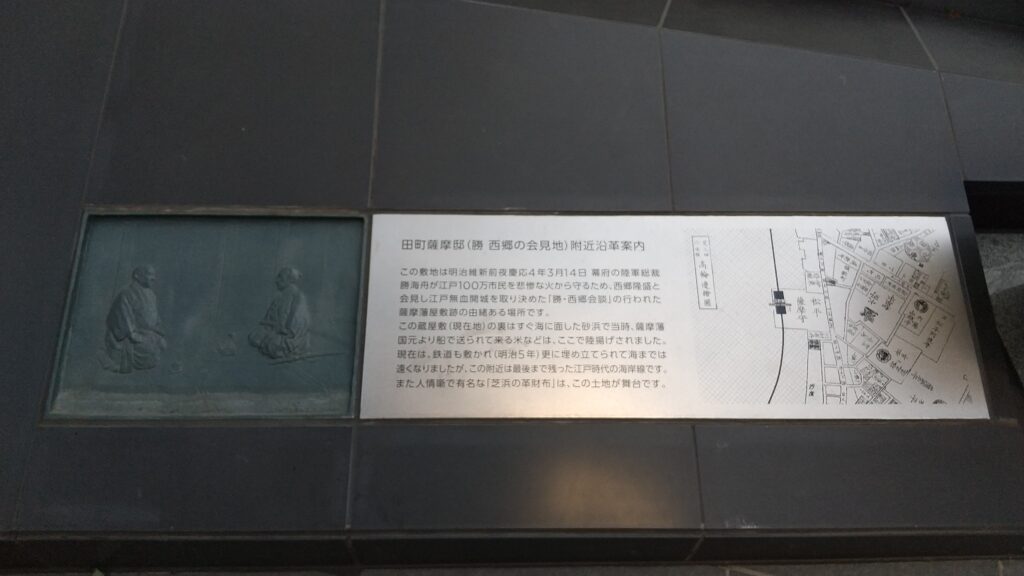 田町薩摩邸(勝 西郷の会見地)附近沿革案内
この敷地は明治維新前夜慶応4年3月14日 幕府の陸軍総裁
勝海舟が江戸100万市民を悲惨な火から守るため、西郷隆盛と
会見し江戸無血開城を取り決めた「勝・西郷会談」の行われた
薩摩藩屋敷跡の由緒ある場所です。
この蔵屋敷(現在地)の裏はすぐ海に面した砂浜で当時、薩摩藩
国元より船で送られて来る米などは、ここで陸揚げされました。
現在は、鉄道も敷かれ(明治5年)更に埋め立てられて海までは
遠くなりましたが、この附近は最後まで残った江戸時代の海岸線です。
また人情噺で有名な「芝浜の革財布」は、この土地が舞台です。
高輪邊繪圖
松平
薩摩守